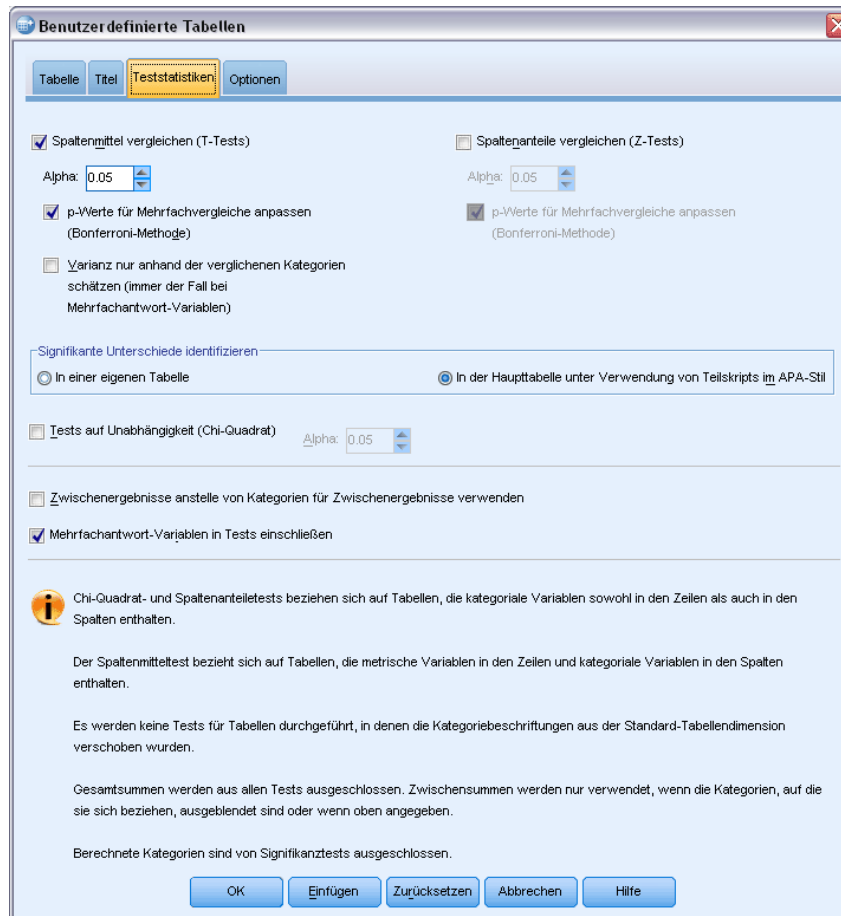 Benutzerdefinierte Tabellen
Tabelle Titel Teststatistiken Optionen
Spaltenmittel vergleichen (T-Tests)
Alpha: 0.05
p-Werte für Mehrfachvergleiche anpassen
(Bonferroni-Methode)
Varianz nur anhand der verglichenen Kategorien
schätzen (immer der Fall bei
Mehrfachantwort-Variablen)
Spaltenanteile vergleichen (Z-Tests)
Alpha: 0.05
p-Werte für Mehrfachvergleiche anpassen
(Bonferroni-Methode)
Signifikante Unterschiede identifizieren
In einer eigenen Tabelle
In der Haupttabelle unter Verwendung von Teilskripts im APA-Stil
Tests auf Unabhängigkeit (Chi-Quadrat)
Alpha: 0.05
Zwischenergebnisse anstelle von Kategorien für Zwischenergebnisse verwenden
Mehrfachantwort-Variablen in Tests einschließen
Chi-Quadrat- und Spaltenanteiletests beziehen sich auf Tabellen, die kategoriale Variablen sowohl in den Zeilen als auch in den
Spalten enthalten.
Der Spaltenmitteltest bezieht sich auf Tabellen, die metrische Variablen in den Zeilen und kategoriale Variablen in den Spalten
enthalten.
Es werden keine Tests für Tabellen durchgeführt, in denen die Kategoriebeschriftungen aus der Standard-Tabellendimension
verschoben wurden.
Gesamtsummen werden aus allen Tests ausgeschlossen. Zwischensummen werden nur verwendet, wenn die Kategorien, auf die
sie sich beziehen, ausgeblendet sind oder wenn oben angegeben.
Berechnete Kategorien sind von Signifikanztests ausgeschlossen.
OK Einfügen Zurücksetzen Abbrechen Hilfe